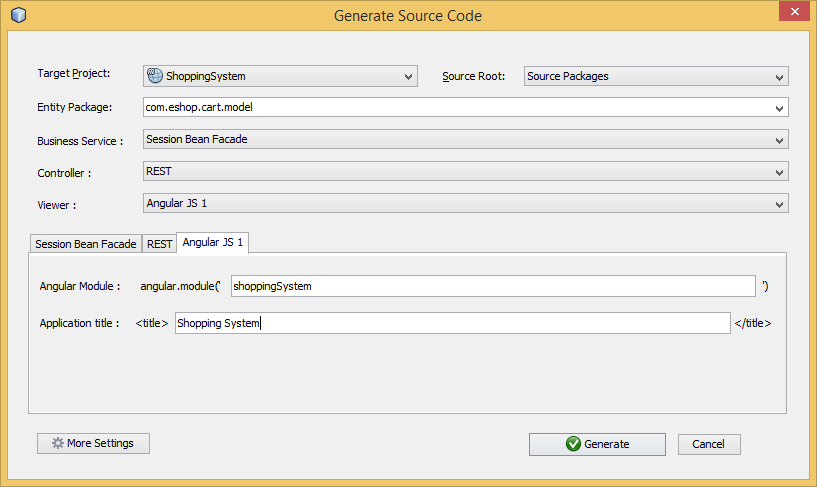 Generate Source Code
Target Project: ShoppingSystem Source Root: Source Packages
Entity Package: com.eshop.cart.model
Business Service : Session Bean Facade
Controller : REST
Viewer : Angular JS 1
Session Bean Facade REST Angular JS 1
Angular Module : angular.module(' shoppingSystem ')
Application title : <title> Shopping System </title>
More Settings Generate Cancel